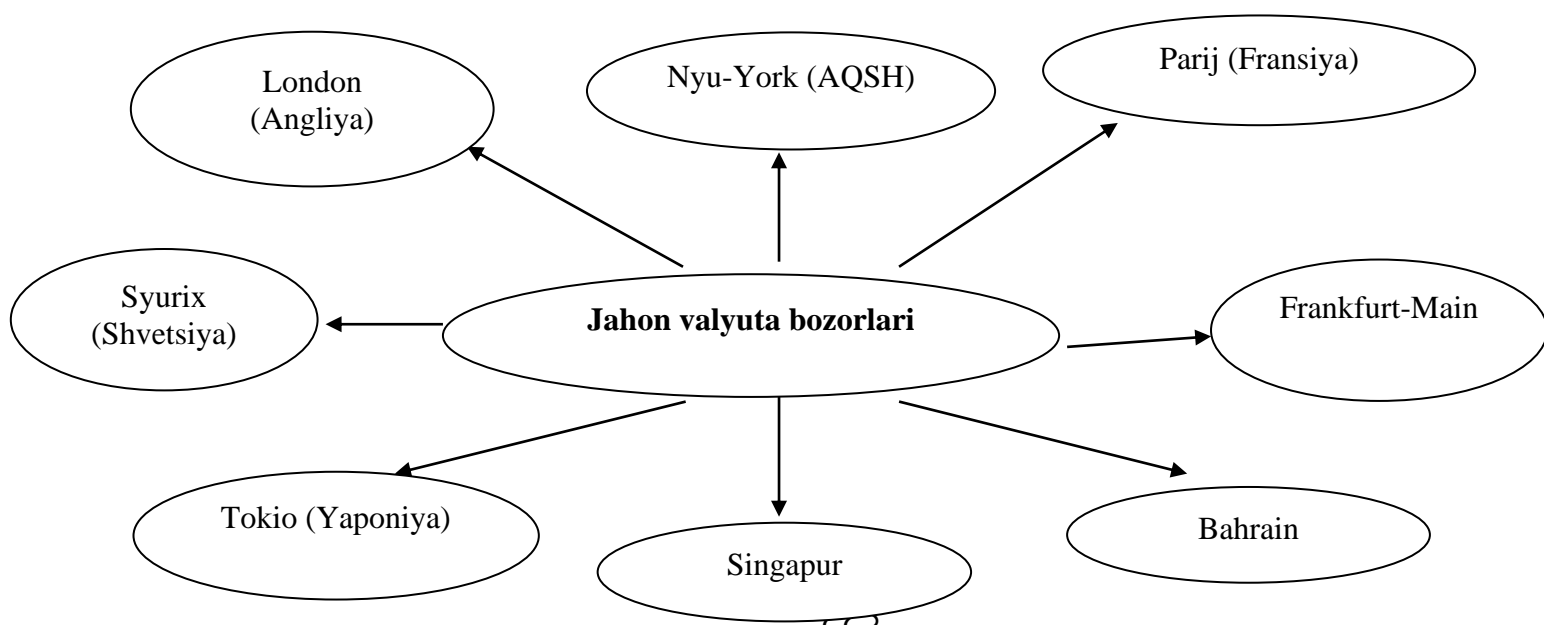 London
(Angliya)
Nyu-York (AQSH)
Parij (Fransiya)
Syurix
(Shvetsiya)
Jahon valyuta bozorlari
Frankfurt-Main
Tokio (Yaponiya)
Singapur
Bahrain